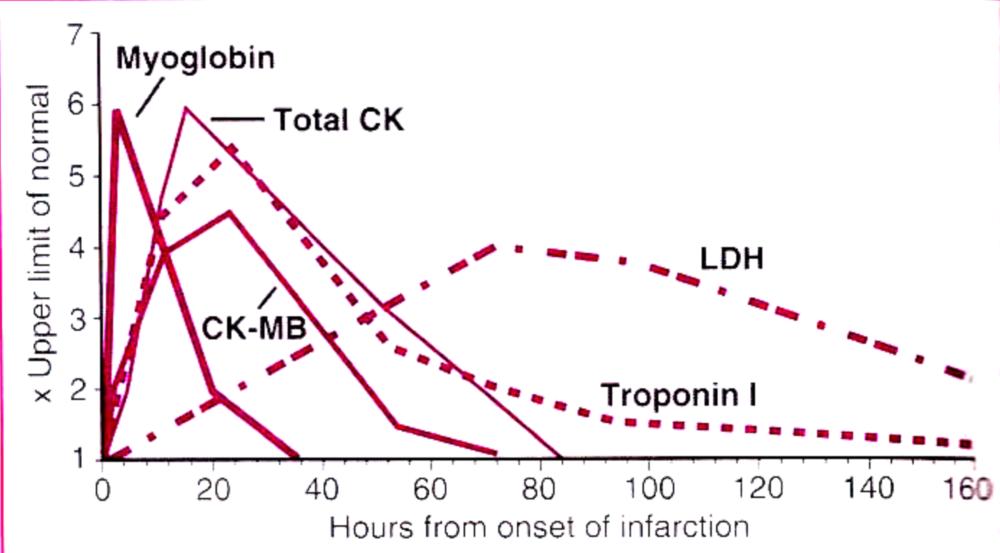 7
Myoglobin
6
Total CK
5
4
LDH
3
CK-MB
2
Troponin I
1
x Upper limit of normal
0 20 40 60 80 100 120 140 160
Hours from onset of infarction